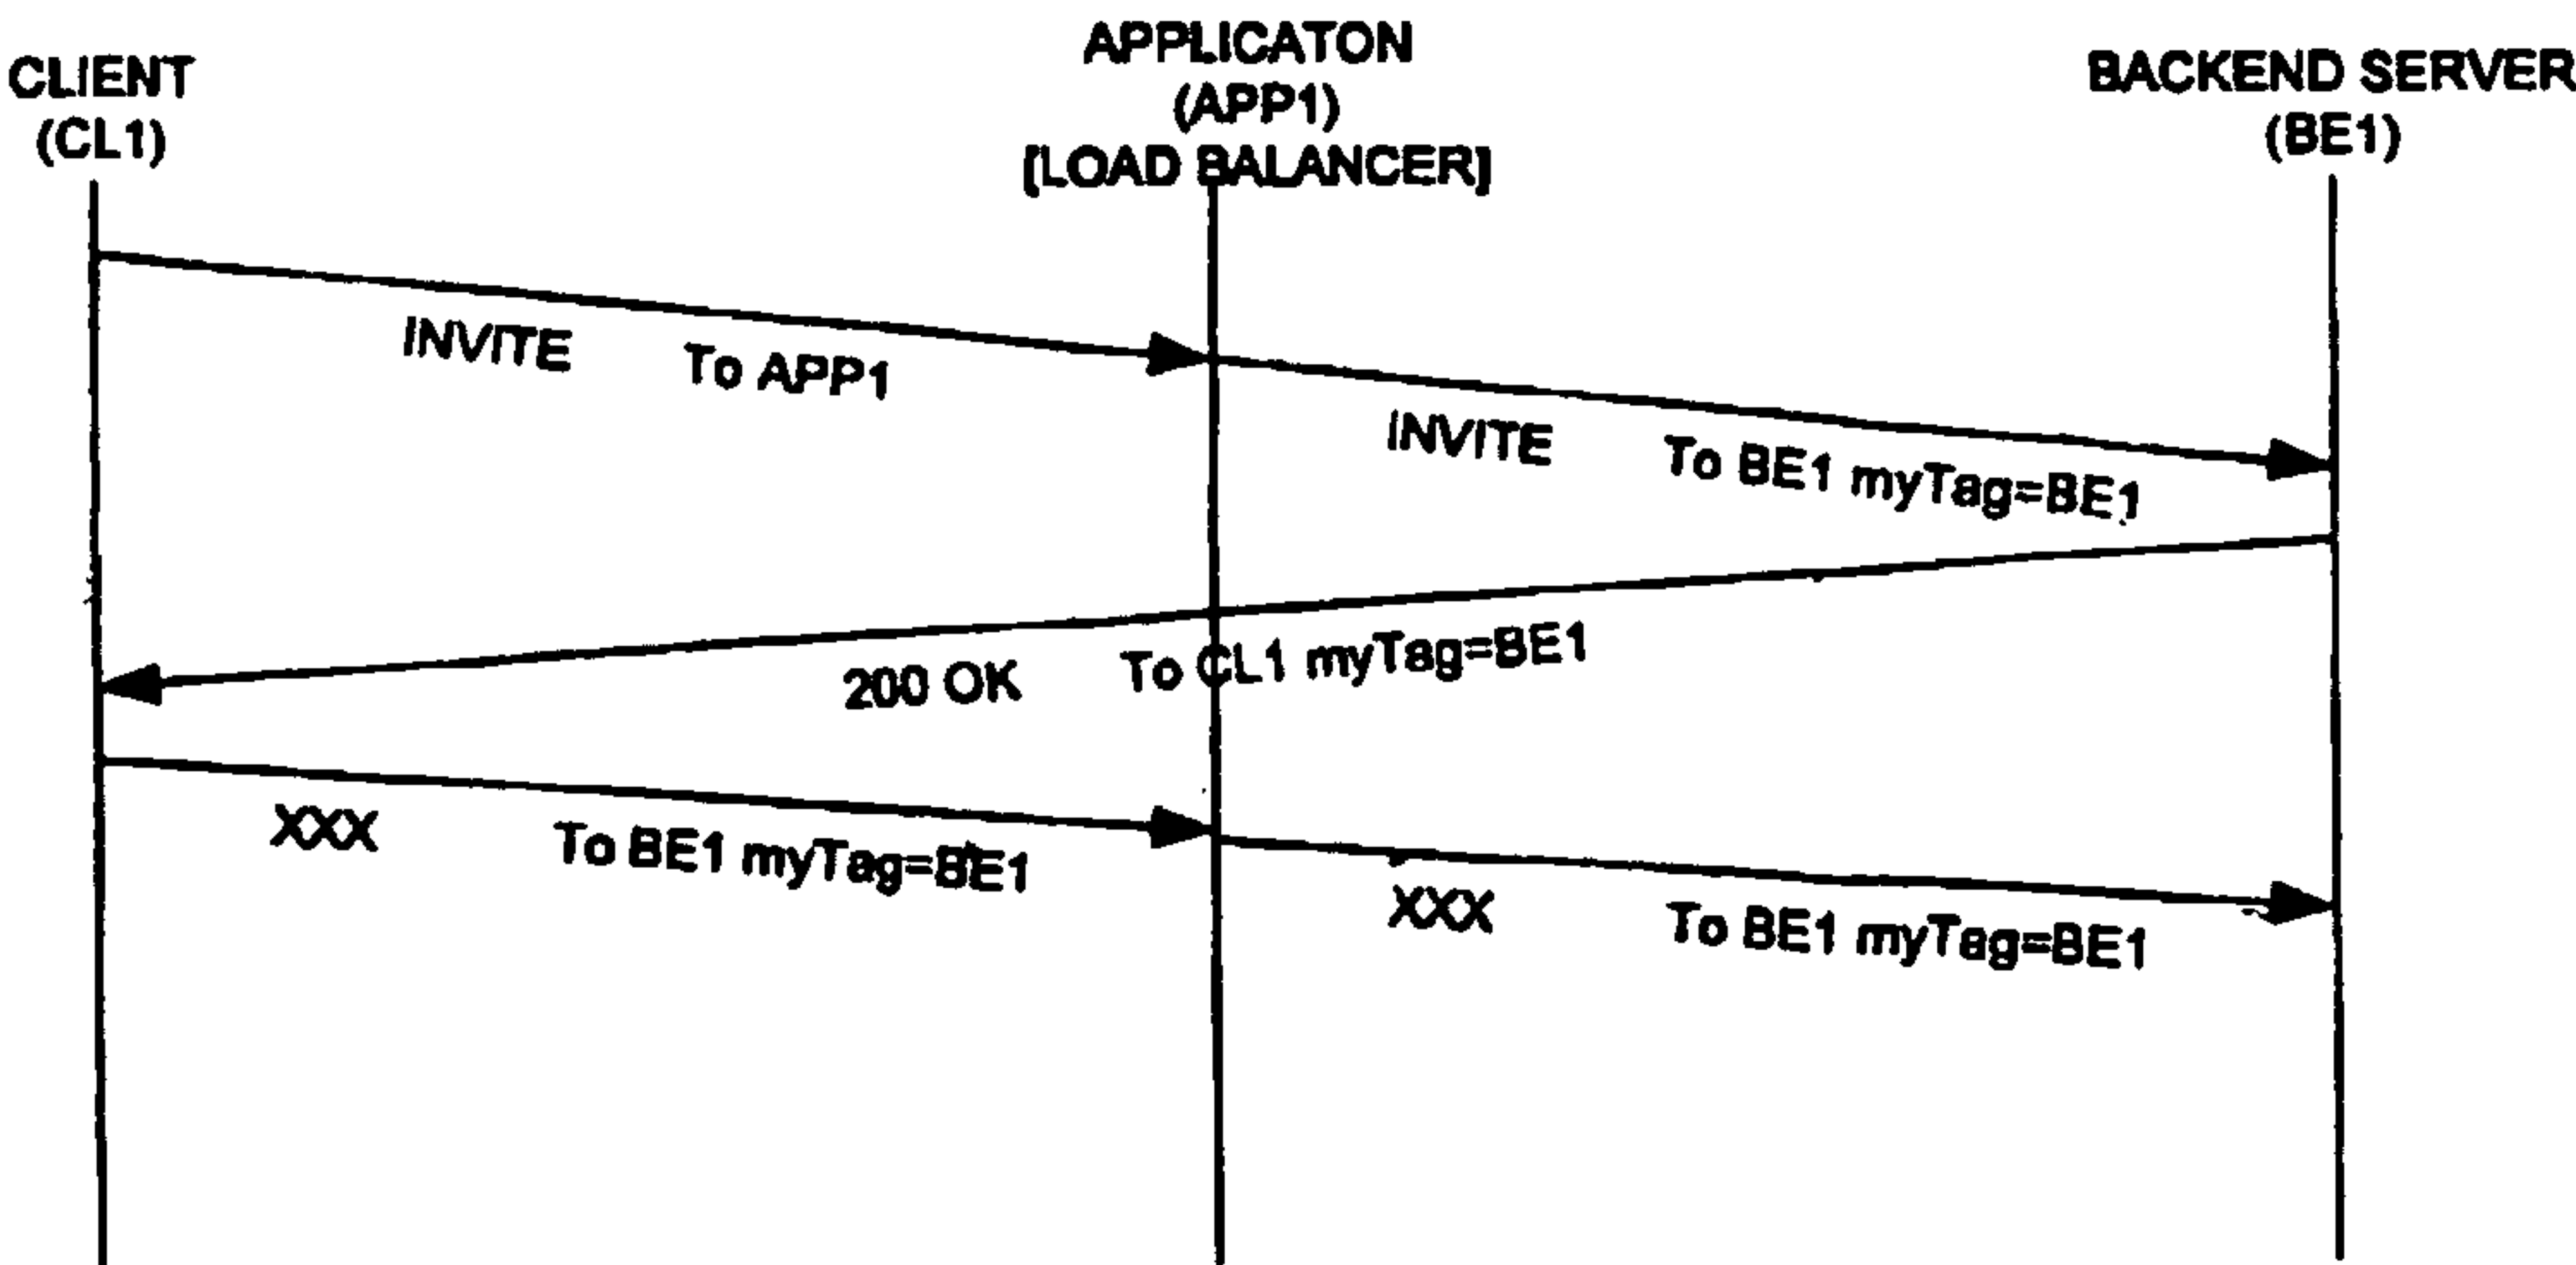 CLIENT
(CL1)
APPLICATON
(APP1)
[LOAD BALANCER]
BACKEND SERVER
(BE1)
INVITE To APP1
INVITE To BE1 myTag=BE1
200 OK To CL1 myTag=BE1
XXX To BE1 myTag=BE1
XXX To BE1 myTag=BE1